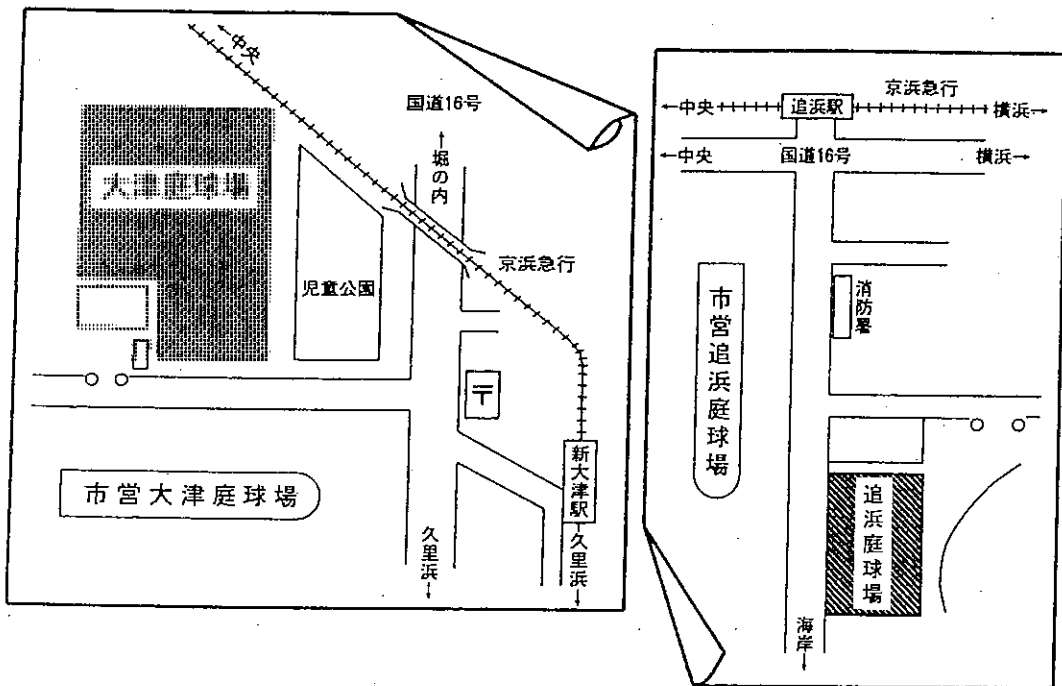 ←中央
国道16号
←堀の内
大津庭球場
児童公園
京浜急行
〒
新大津駅
市営大津庭球場
久里浜→
久里浜→
京浜急行
←中央
追浜駅
横浜→
←中央
国道16号
横浜→
消防署
市営追浜庭球場
追浜庭球場
海岸→